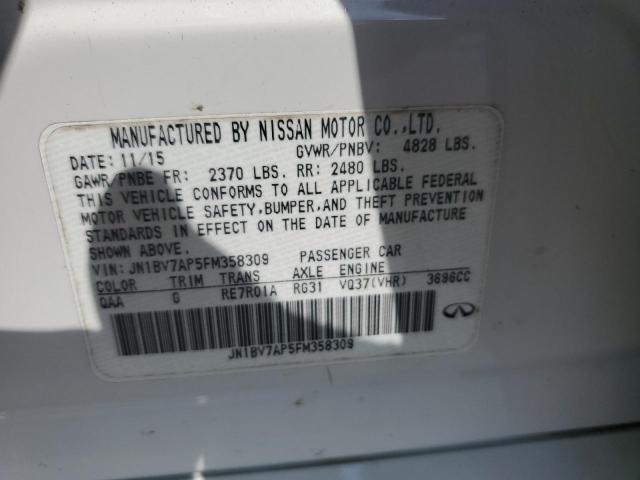 MANUFACTURED BY NISSAN MOTOR CO.,LTD.
DATE: 11/15 GVWR/PNBV: 4828 LBS.
GAWR/PNBE FR: 2370 LBS. RR: 2480 LBS.
THIS VEHICLE CONFORMS TO ALL APPLICABLE FEDERAL
MOTOR VEHICLE SAFETY,BUMPER,AND THEFT PREVENTION
STANDARDS IN EFFECT ON THE DATE OF MANUFACTURE
SHOWN ABOVE.
VIN: JN1BV7AP5FM358309 PASSENGER CAR
COLOR TRIM TRANS AXLE ENGINE
QAA G RE7R01A RG31 VQ37(VHR) 3696CC
JN1BV7AP5FM358309